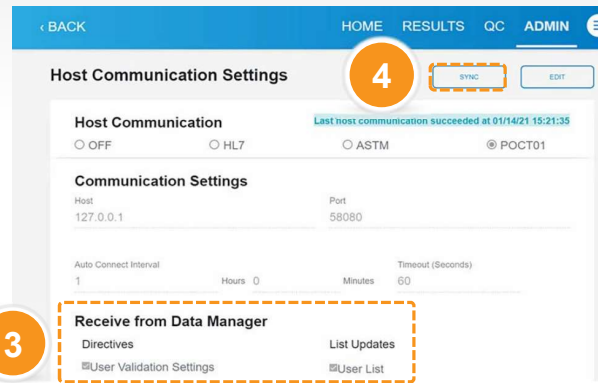 ‹ BACK HOME RESULTS QC ADMIN
Host Communication Settings 4 SYNC EDIT
Host Communication Last host communication succeeded at 01/14/21 15:21:35
OFF HL7 ASTM POCT01
Communication Settings
Host Port
127.0.0.1 58080
Auto Connect Interval Timeout (Seconds)
1 Hours 0 Minutes 60
3 Receive from Data Manager
Directives List Updates
User Validation Settings User List